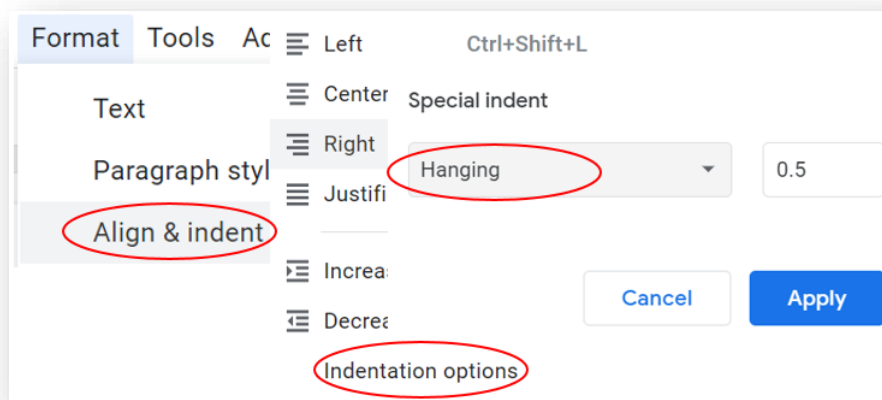 Format Tools Ac
Text
Paragraph styl
Align & indent
Left Ctrl+Shift+L
Center
Right
Justifi
Increa
Decrea
Indentation options
Special indent
Hanging 0.5
Cancel Apply